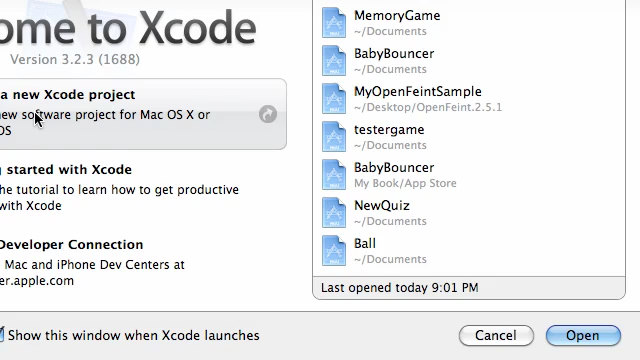 ome to Xcode
Version 3.2.3 (1688)
a new Xcode project
new software project for Mac OS X or
OS
started with Xcode
he tutorial to learn how to get productive
with Xcode
Developer Connection
Mac and iPhone Dev Centers at
er.apple.com
MemoryGame
~/Documents
BabyBouncer
~/Documents
MyOpenFeintSample
~/Desktop/OpenFeint.2.5.1
testergame
~/Documents
BabyBouncer
My Book/App Store
NewQuiz
~/Documents
Ball
~/Documents
Last opened today 9:01 PM
Show this window when Xcode launches
Cancel
Open